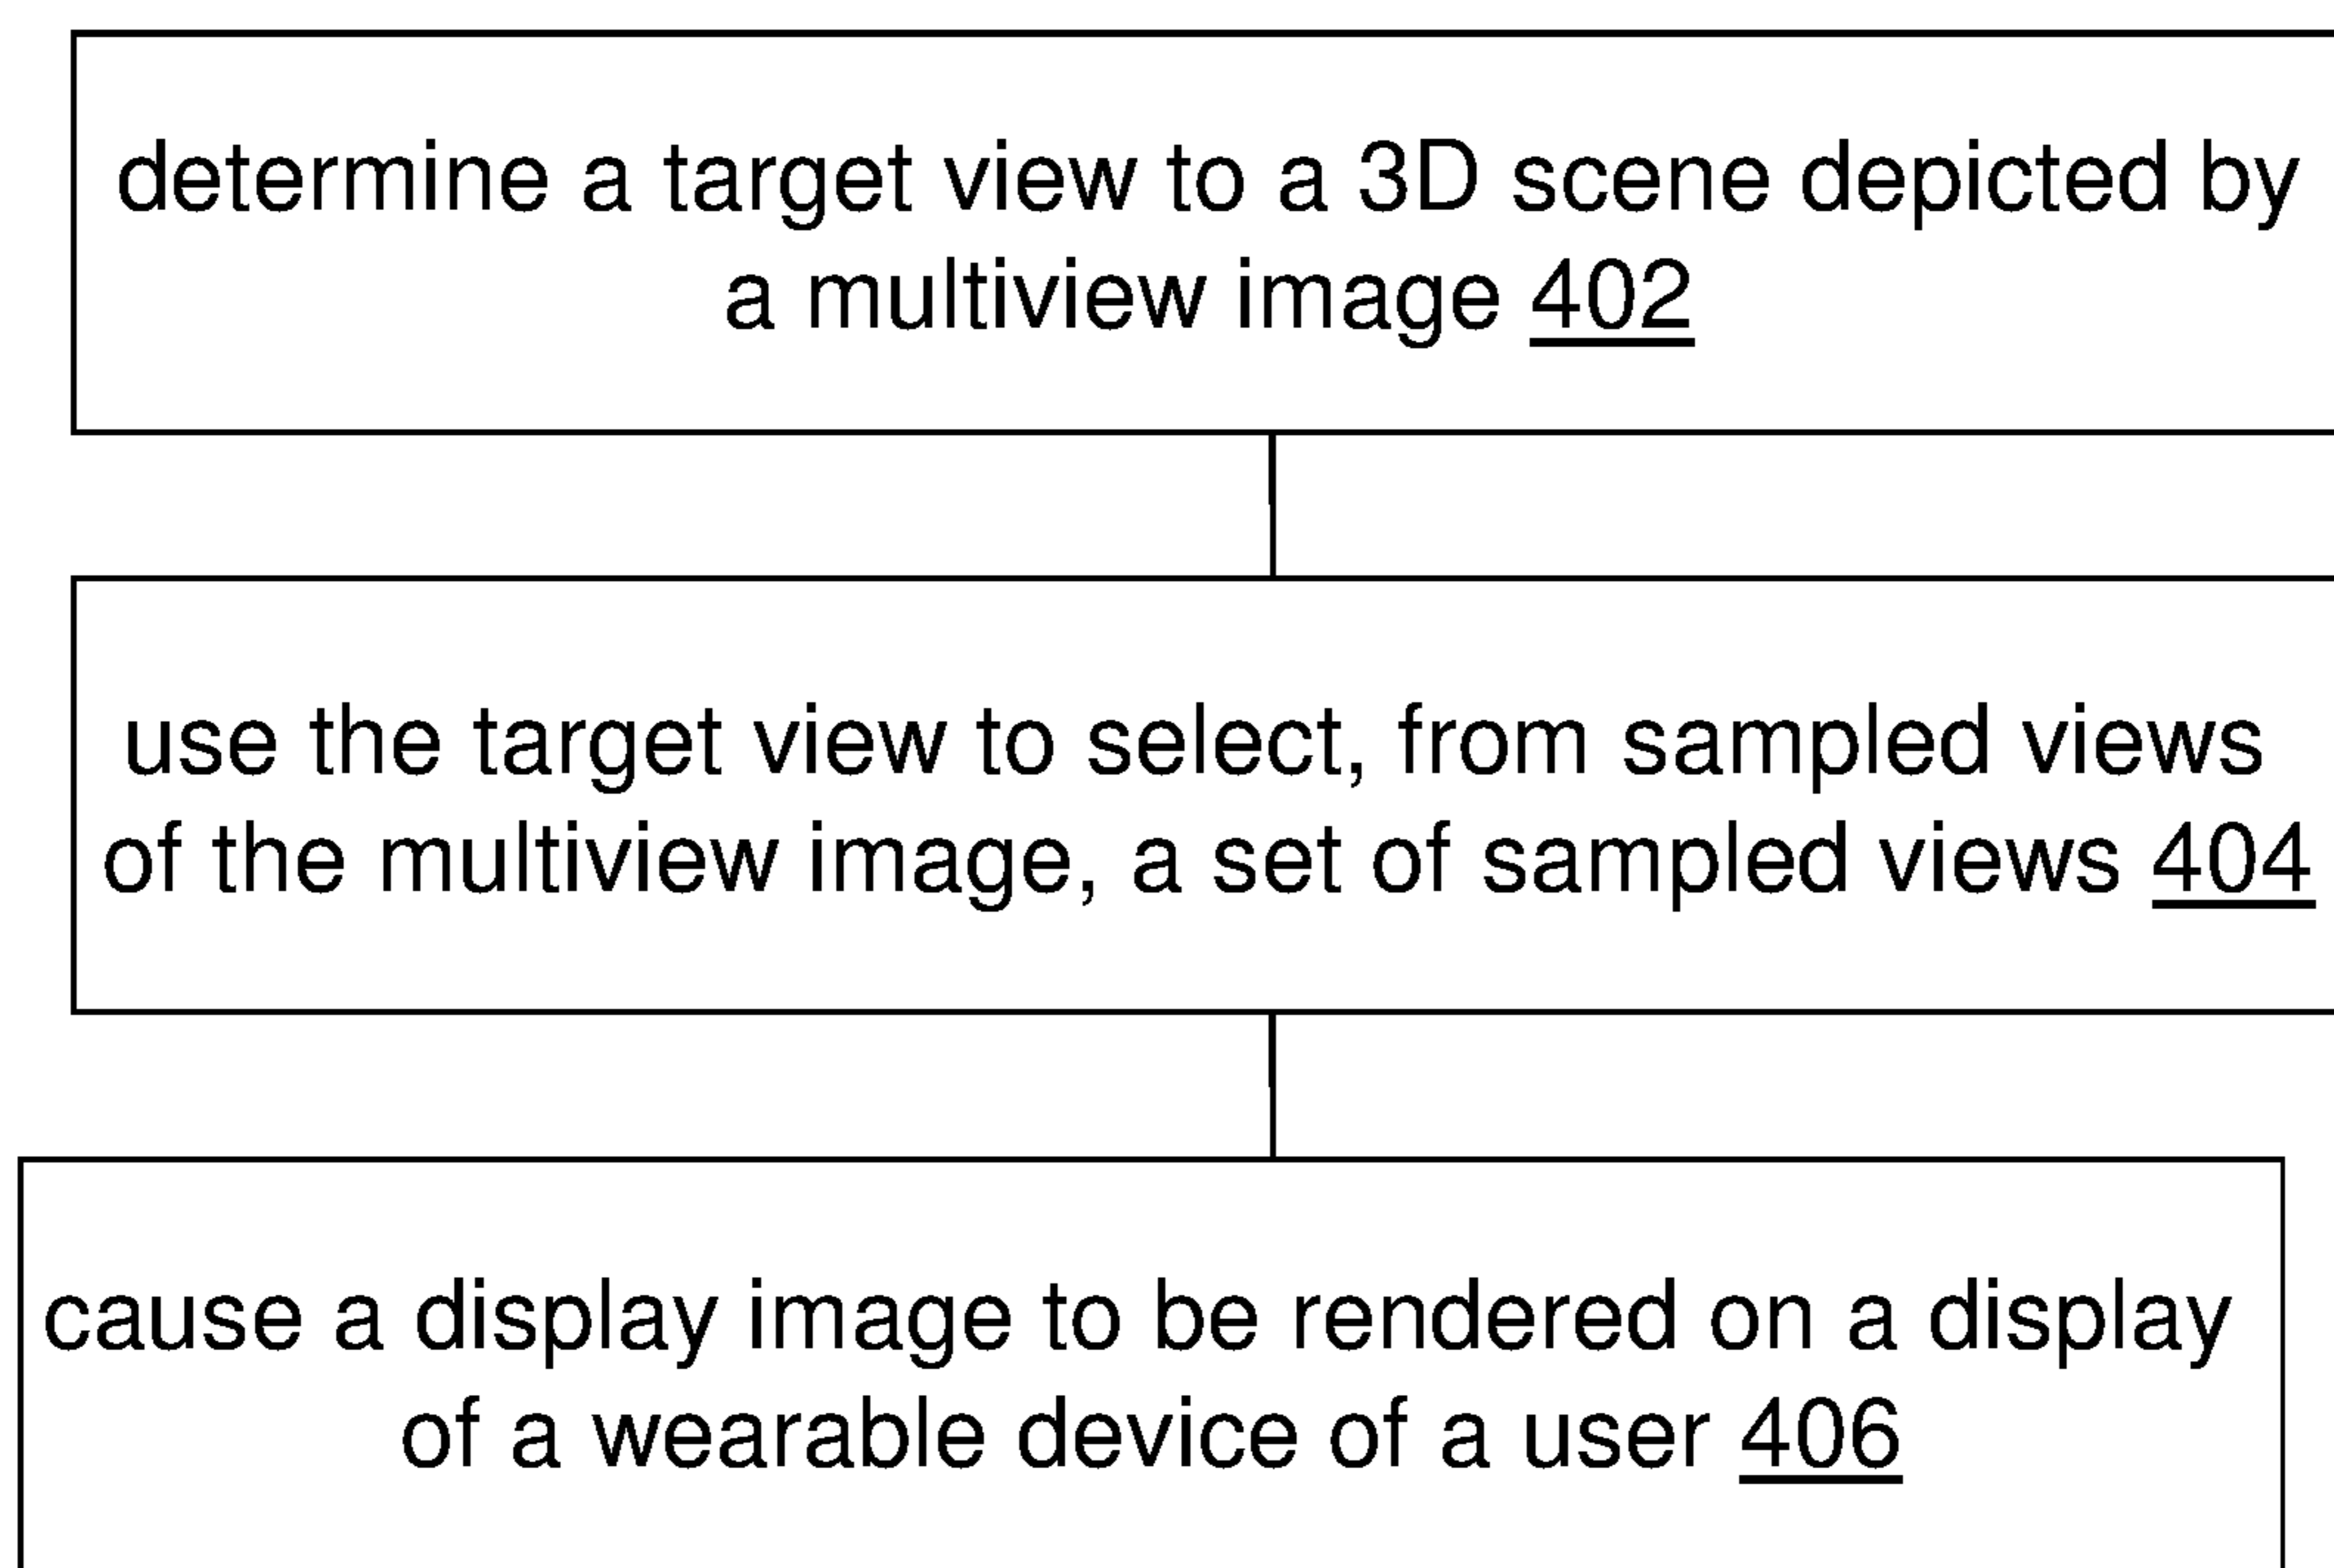 determine a target view to a 3D scene depicted by
a multiview image 402
use the target view to select, from sampled views
of the multiview image, a set of sampled views 404
cause a display image to be rendered on a display
of a wearable device of a user 406